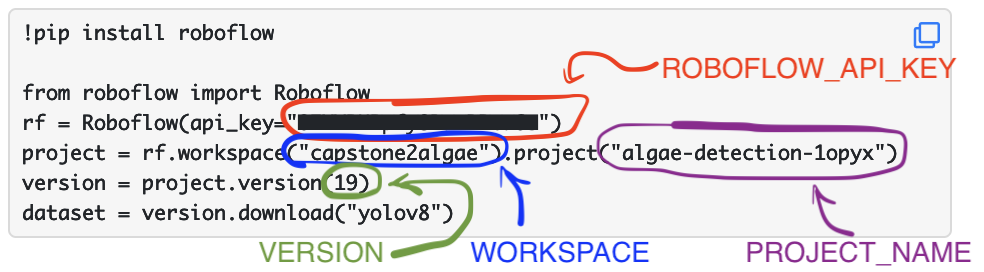 !pip install roboflow
ROBOFLOW_API_KEY
from roboflow import Roboflow
rf = Roboflow(api_key="")
project = rf.workspace("capstone2algae").project("algae-detection-1opyx")
version = project.version(19)
dataset = version.download("yolov8")
VERSION WORKSPACE PROJECT_NAME